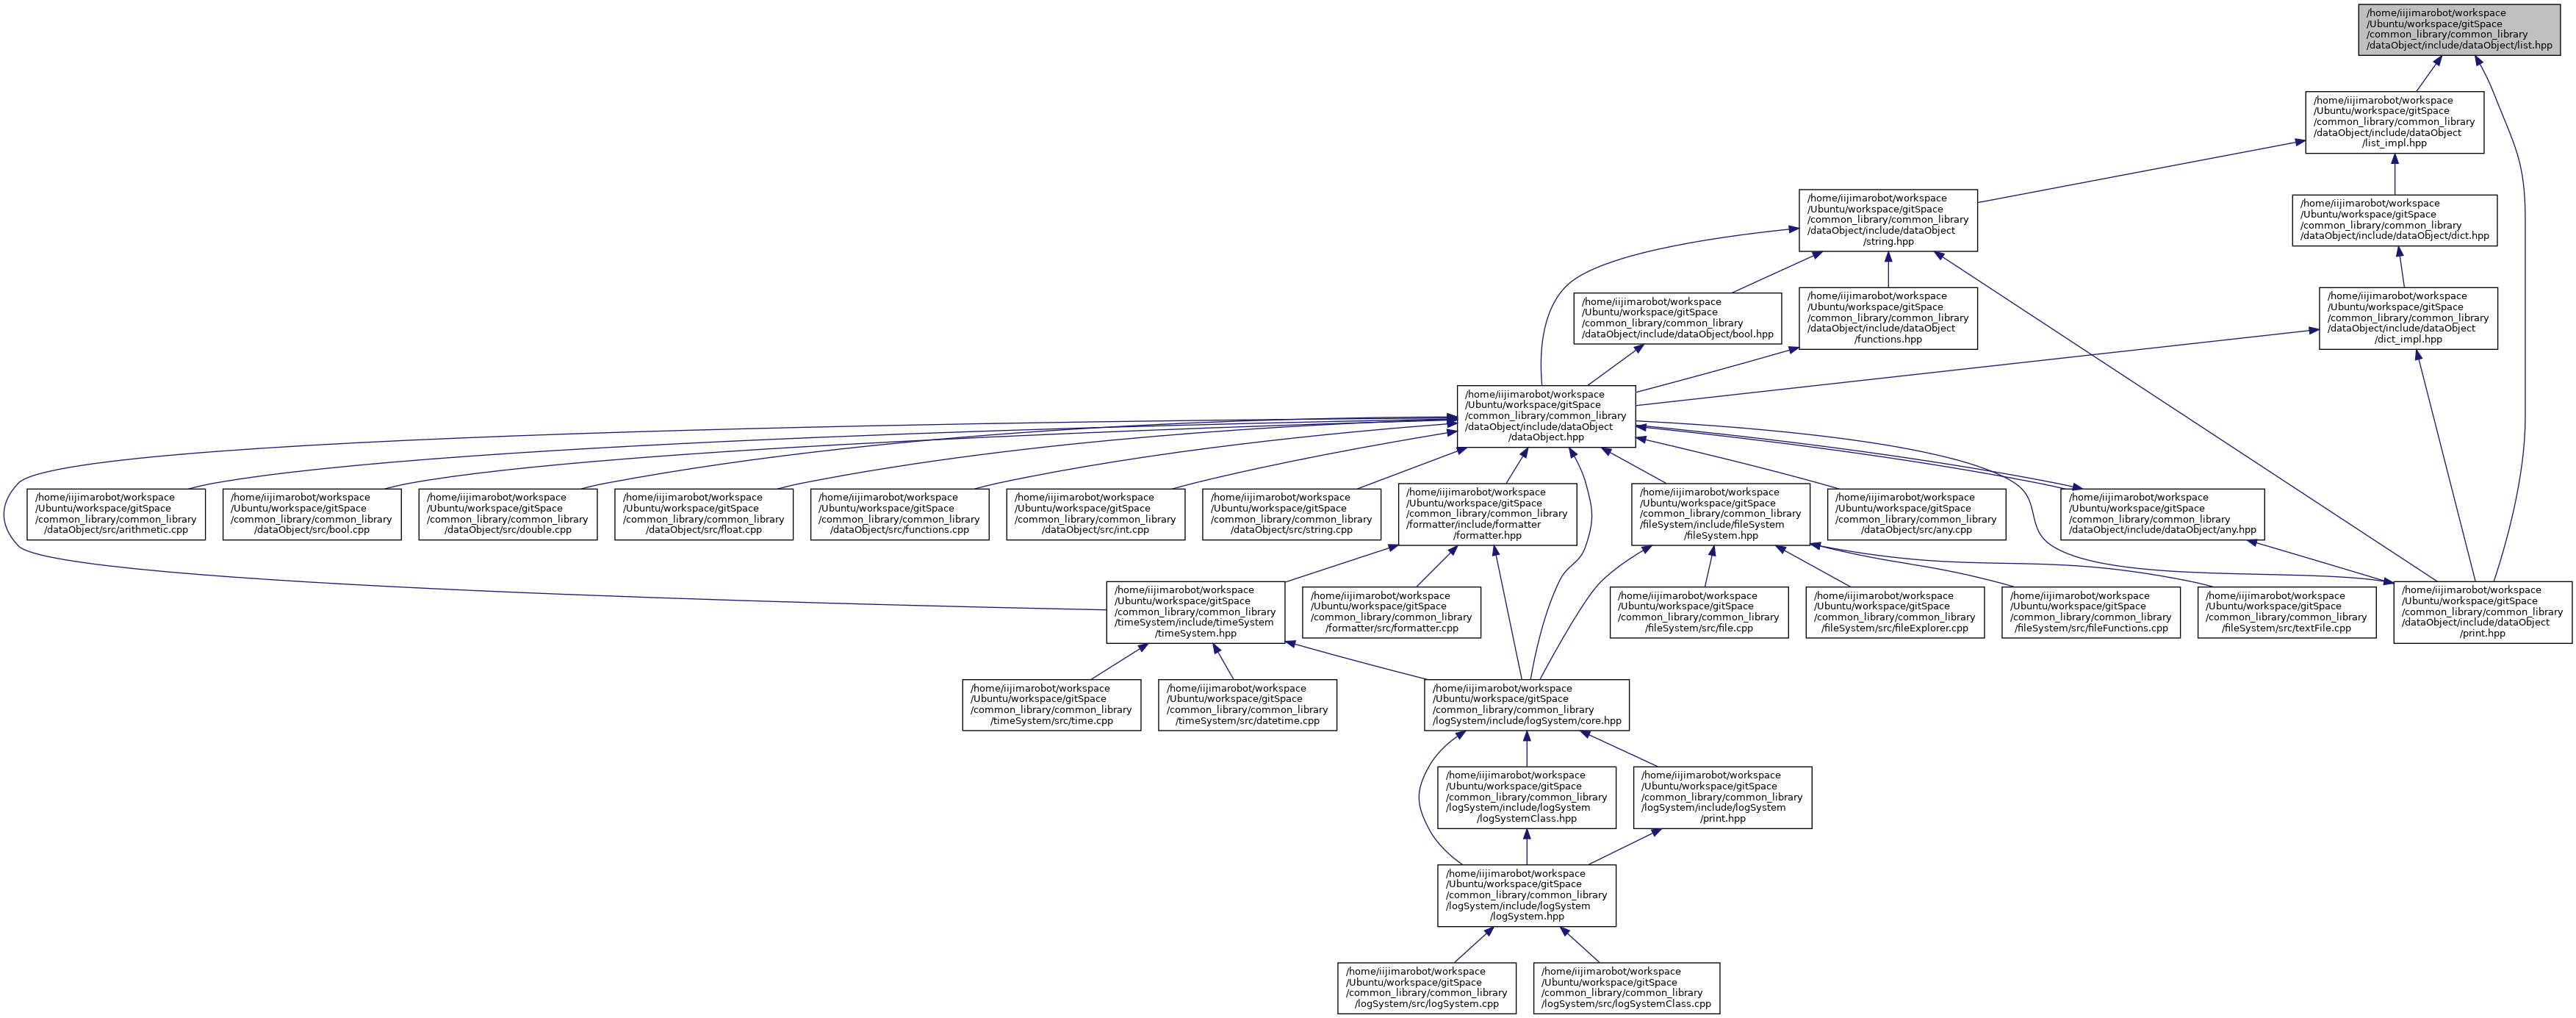 /home/iijimarobot/workspace
/Ubuntu/workspace/gitSpace
/common_library/common_library
/dataObject/include/dataObject/list.hpp
/home/iijimarobot/workspace
/Ubuntu/workspace/gitSpace
/common_library/common_library
/dataObject/include/dataObject
/list_impl.hpp
/home/iijimarobot/workspace
/Ubuntu/workspace/gitSpace
/common_library/common_library
/dataObject/include/dataObject
/string.hpp
/home/iijimarobot/workspace
/Ubuntu/workspace/gitSpace
/common_library/common_library
/dataObject/include/dataObject/dict.hpp
/home/iijimarobot/workspace
/Ubuntu/workspace/gitSpace
/common_library/common_library
/dataObject/include/dataObject/bool.hpp
/home/iijimarobot/workspace
/Ubuntu/workspace/gitSpace
/common_library/common_library
/dataObject/include/dataObject
/functions.hpp
/home/iijimarobot/workspace
/Ubuntu/workspace/gitSpace
/common_library/common_library
/dataObject/include/dataObject
/dict_impl.hpp
/home/iijimarobot/workspace
/Ubuntu/workspace/gitSpace
/common_library/common_library
/dataObject/include/dataObject
/dataObject.hpp
/home/iijimarobot/workspace
/Ubuntu/workspace/gitSpace
/common_library/common_library
/dataObject/src/arithmetic.cpp
/home/iijimarobot/workspace
/Ubuntu/workspace/gitSpace
/common_library/common_library
/dataObject/src/bool.cpp
/home/iijimarobot/workspace
/Ubuntu/workspace/gitSpace
/common_library/common_library
/dataObject/src/double.cpp
/home/iijimarobot/workspace
/Ubuntu/workspace/gitSpace
/common_library/common_library
/dataObject/src/float.cpp
/home/iijimarobot/workspace
/Ubuntu/workspace/gitSpace
/common_library/common_library
/dataObject/src/functions.cpp
/home/iijimarobot/workspace
/Ubuntu/workspace/gitSpace
/common_library/common_library
/dataObject/src/int.cpp
/home/iijimarobot/workspace
/Ubuntu/workspace/gitSpace
/common_library/common_library
/dataObject/src/string.cpp
/home/iijimarobot/workspace
/Ubuntu/workspace/gitSpace
/common_library/common_library
/formatter/include/formatter
/formatter.hpp
/home/iijimarobot/workspace
/Ubuntu/workspace/gitSpace
/common_library/common_library
/fileSystem/include/fileSystem
/fileSystem.hpp
/home/iijimarobot/workspace
/Ubuntu/workspace/gitSpace
/common_library/common_library
/dataObject/src/any.cpp
/home/iijimarobot/workspace
/Ubuntu/workspace/gitSpace
/common_library/common_library
/dataObject/include/dataObject/any.hpp
/home/iijimarobot/workspace
/Ubuntu/workspace/gitSpace
/common_library/common_library
/timeSystem/include/timeSystem
/timeSystem.hpp
/home/iijimarobot/workspace
/Ubuntu/workspace/gitSpace
/common_library/common_library
/formatter/src/formatter.cpp
/home/iijimarobot/workspace
/Ubuntu/workspace/gitSpace
/common_library/common_library
/fileSystem/src/file.cpp
/home/iijimarobot/workspace
/Ubuntu/workspace/gitSpace
/common_library/common_library
/fileSystem/src/fileExplorer.cpp
/home/iijimarobot/workspace
/Ubuntu/workspace/gitSpace
/common_library/common_library
/fileSystem/src/fileFunctions.cpp
/home/iijimarobot/workspace
/Ubuntu/workspace/gitSpace
/common_library/common_library
/fileSystem/src/textFile.cpp
/home/iijimarobot/workspace
/Ubuntu/workspace/gitSpace
/common_library/common_library
/dataObject/include/dataObject
/print.hpp
/home/iijimarobot/workspace
/Ubuntu/workspace/gitSpace
/common_library/common_library
/timeSystem/src/time.cpp
/home/iijimarobot/workspace
/Ubuntu/workspace/gitSpace
/common_library/common_library
/timeSystem/src/datetime.cpp
/home/iijimarobot/workspace
/Ubuntu/workspace/gitSpace
/common_library/common_library
/logSystem/include/logSystem/core.hpp
/home/iijimarobot/workspace
/Ubuntu/workspace/gitSpace
/common_library/common_library
/logSystem/include/logSystem
/logSystemClass.hpp
/home/iijimarobot/workspace
/Ubuntu/workspace/gitSpace
/common_library/common_library
/logSystem/include/logSystem
/print.hpp
/home/iijimarobot/workspace
/Ubuntu/workspace/gitSpace
/common_library/common_library
/logSystem/include/logSystem
/logSystem.hpp
/home/iijimarobot/workspace
/Ubuntu/workspace/gitSpace
/common_library/common_library
/logSystem/src/logSystem.cpp
/home/iijimarobot/workspace
/Ubuntu/workspace/gitSpace
/common_library/common_library
/logSystem/src/logSystemClass.cpp